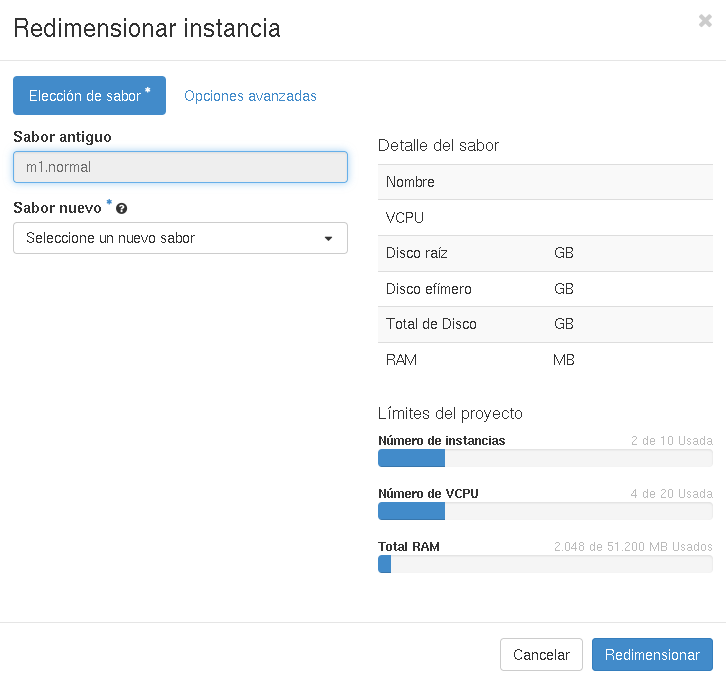 Redimensionar instancia
×
Elección de sabor *
Opciones avanzadas
Sabor antiguo
m1.normal
Sabor nuevo * ?
Seleccione un nuevo sabor
Detalle del sabor
Nombre
VCPU
Disco raíz GB
Disco efímero GB
Total de Disco GB
RAM MB
Límites del proyecto
Número de instancias 2 de 10 Usada
Número de VCPU 4 de 20 Usada
Total RAM 2.048 de 51.200 MB Usados
Cancelar
Redimensionar